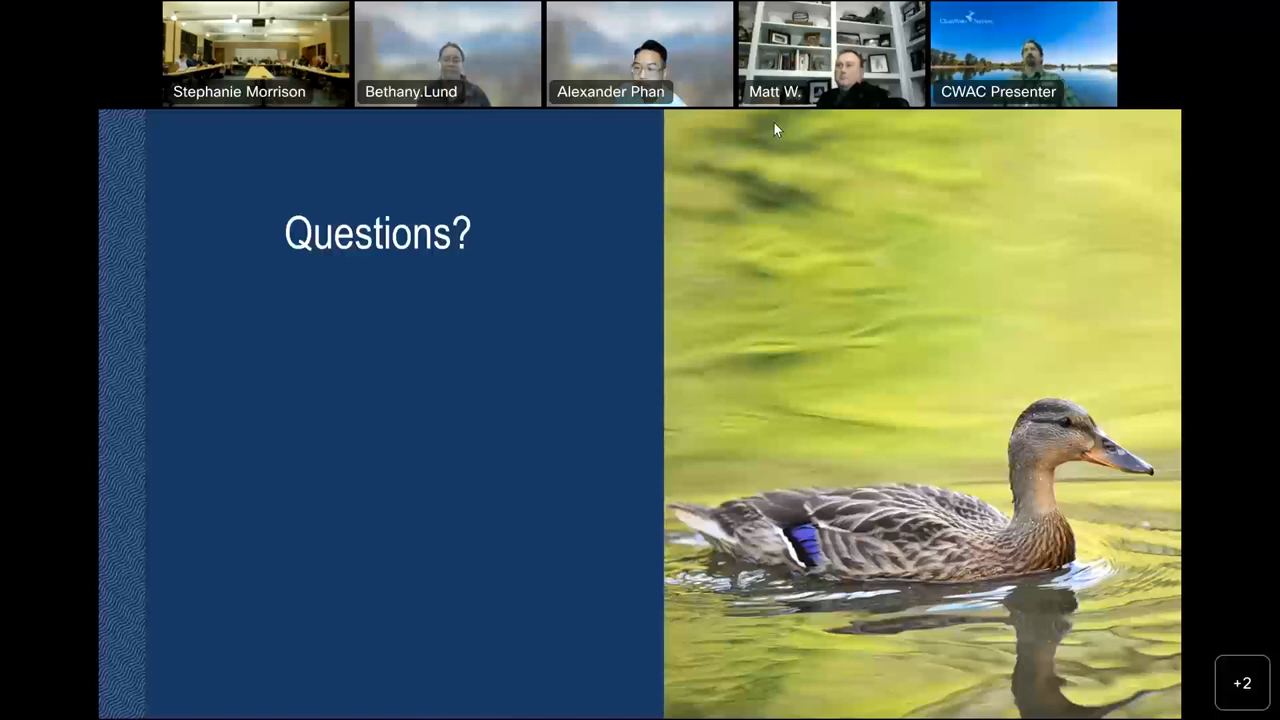 Stephanie Morrison
Bethany.Lund
Alexander Phan
Matt W.
CWAC Presenter
Questions?
+2